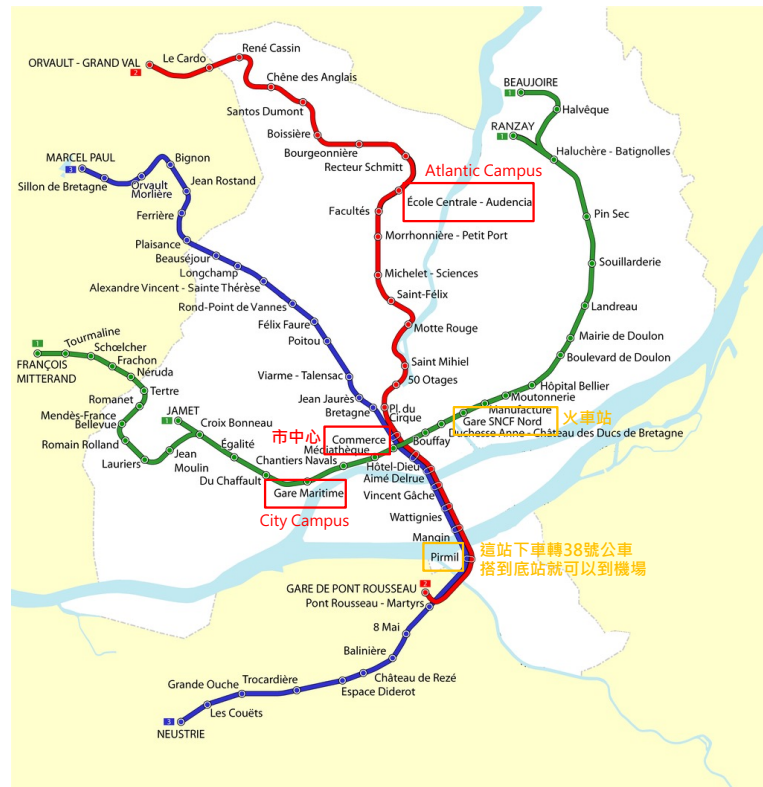 René Cassin
Le Cardo
ORVAULT - GRAND VAL
2
Chêne des Anglais
Santos Dumont
Boissière
Bourgeonnière
Recteur Schmitt
Atlantic Campus
École Centrale - Audencia
Facultés
Morrhonnière - Petit Port
Michelet - Sciences
Saint-Félix
Motte Rouge
Saint Mihiel
50 Otages
Pl. du
Cirque
BEAUJOIRE
1
Halvêque
RANZAY
1
Haluchère - Batignolles
Pin Sec
Souillarderie
Landreau
Mairie de Doulon
Boulevard de Doulon
Hôpital Bellier
Moutonnerie
Manufacture
Gare SNCF Nord
火車站
Duchesse Anne - Château des Ducs de Bretagne
Bouffay
MARCEL PAUL
3
Sillon de Bretagne
Orvault
Morlière
Bignon
Jean Rostand
Ferrière
Plaisance
Beauséjour
Longchamp
Alexandre Vincent - Sainte Thérèse
Rond-Point de Vannes
Félix Faure
Poitou
Viarme - Talensac
Jean Jaurès
Bretagne
市中心
Commerce
Médiathèque
1
FRANÇOIS
MITTERAND
Tourmaline
Schœlcher
Frachon
Néruda
Tertre
Romanet
Mendès-France
Bellevue
Romain Rolland
Lauriers
JAMET
1
Croix Bonneau
Jean
Moulin
Égalité
Du Chaffault
Chantiers Navals
Gare Maritime
City Campus
Hôtel-Dieu
Aimé Delrue
Vincent Gâche
Wattignies
Mangin
Pirmil
這站下車轉38號公車
搭到底站就可以到機場
GARE DE PONT ROUSSEAU
2
Pont Rousseau - Martyrs
8 Mai
Balinière
Château de Rezé
Espace Diderot
Trocardière
Grande Ouche
Les Couëts
3
NEUSTRIE